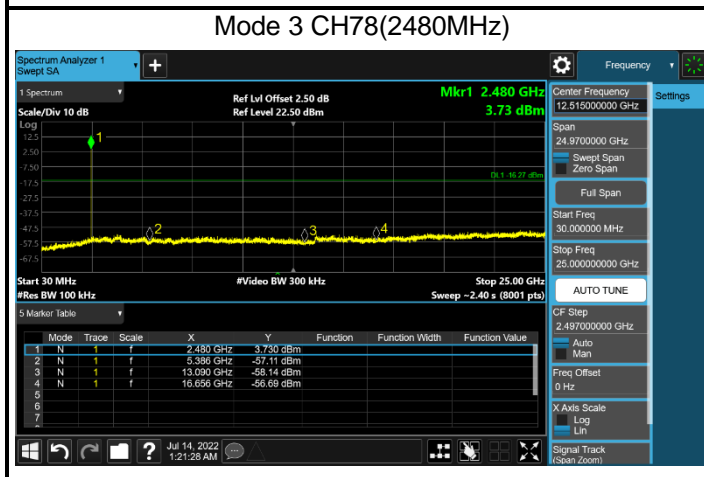 Mode 3 CH78(2480MHz)
Spectrum Analyzer 1
Swept SA
+
Frequency
1 Spectrum
Scale/Div 10 dB
Ref Lvl Offset 2.50 dB
Ref Level 22.50 dBm
Mkr1 2.480 GHz
3.73 dBm
Log
12.5
2.50
-7.50
-17.5
-27.5
-37.5
-47.5
-57.5
-67.5
1
2
3
4
DL1 -16.27 dBm
Start 30 MHz
#Video BW 300 kHz
Stop 25.00 GHz
#Res BW 100 kHz
Sweep ~2.40 s (8001 pts)
5 Marker Table
Mode Trace Scale X Y Function Function Width Function Value
1 N 1 f 2.480 GHz 3.730 dBm
2 N 1 f 5.386 GHz -57.11 dBm
3 N 1 f 13.090 GHz -58.14 dBm
4 N 1 f 16.656 GHz -56.69 dBm
5
6
7
?
Jul 14, 2022
1:21:28 AM
Center Frequency
12.515000000 GHz
Settings
Span
24.9700000 GHz
Swept Span
Zero Span
Full Span
Start Freq
30.000000 MHz
Stop Freq
25.000000000 GHz
AUTO TUNE
CF Step
2.497000000 GHz
Auto
Man
Freq Offset
0 Hz
X Axis Scale
Log
Lin
Signal Track
(Span Zoom)